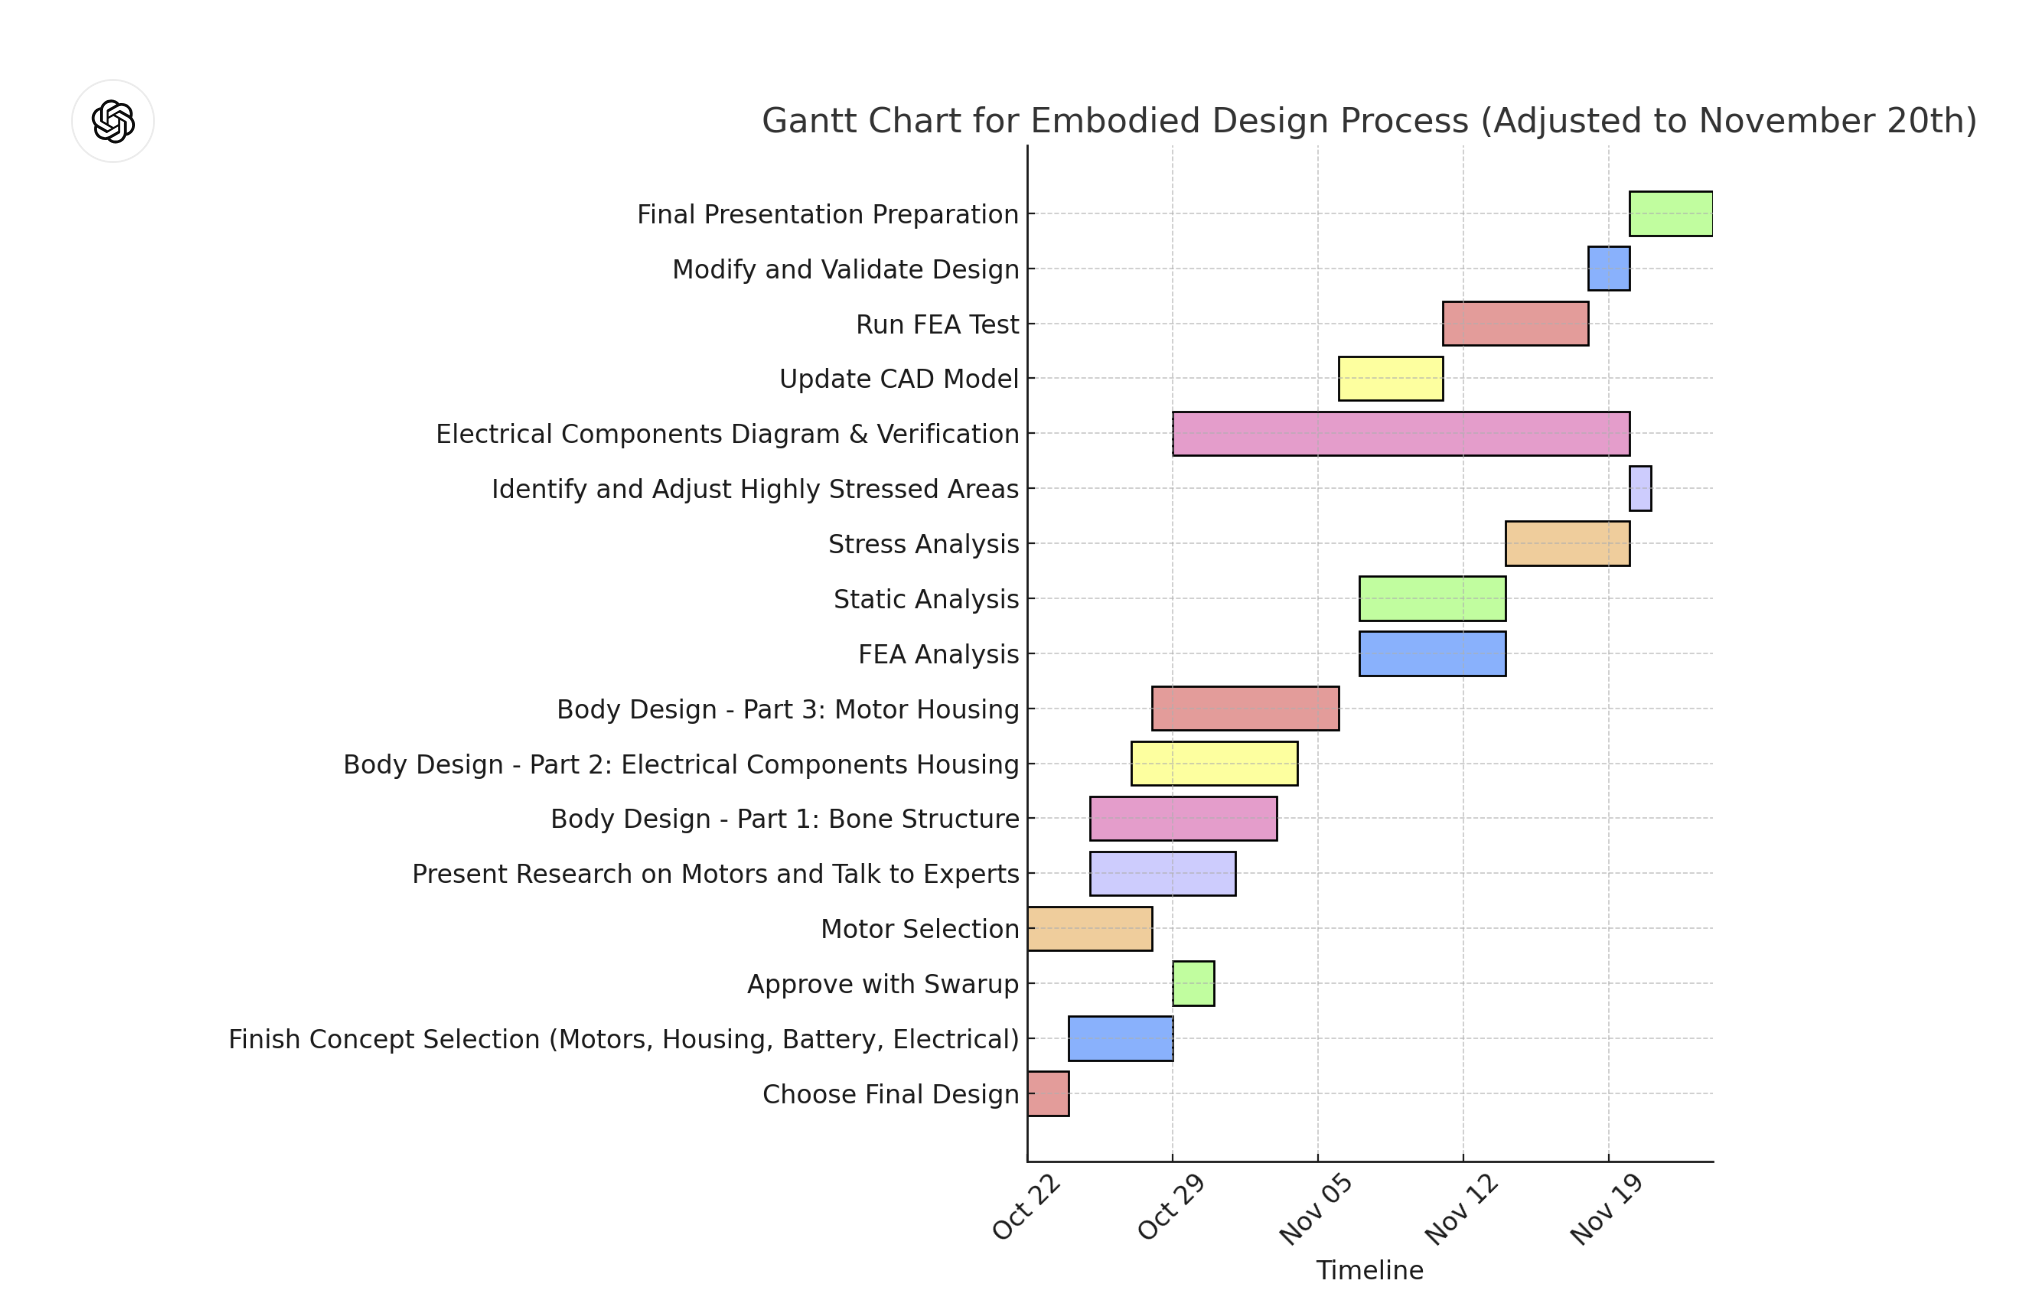 Gantt Chart for Embodied Design Process (Adjusted to November 20th)
Final Presentation Preparation
Modify and Validate Design
Run FEA Test
Update CAD Model
Electrical Components Diagram & Verification
Identify and Adjust Highly Stressed Areas
Stress Analysis
Static Analysis
FEA Analysis
Body Design - Part 3: Motor Housing
Body Design - Part 2: Electrical Components Housing
Body Design - Part 1: Bone Structure
Present Research on Motors and Talk to Experts
Motor Selection
Approve with Swarup
Finish Concept Selection (Motors, Housing, Battery, Electrical)
Choose Final Design
Oct 22
Oct 29
Nov 05
Nov 12
Nov 19
Timeline